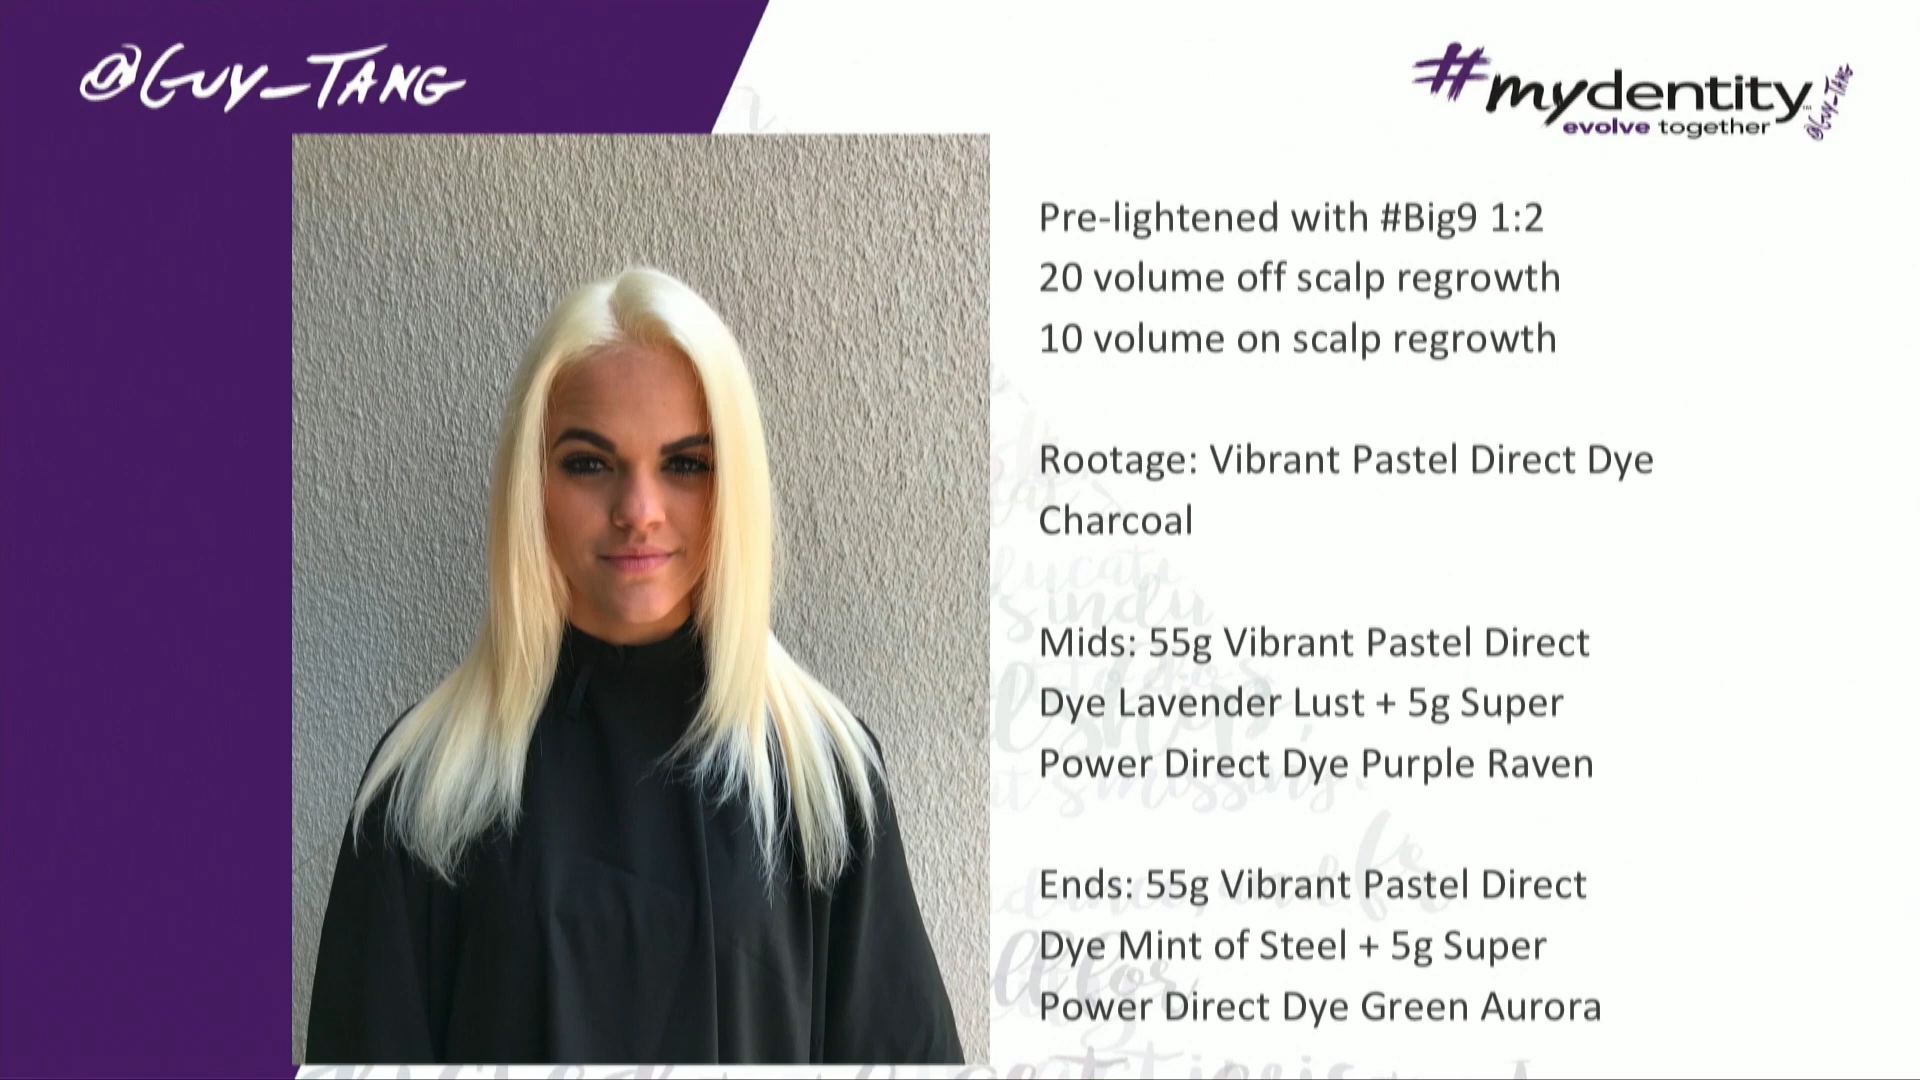 @Guy_Tang
#mydentity
@Guy_Tang
evolve together
Pre-lightened with #Big9 1:2
20 volume off scalp regrowth
10 volume on scalp regrowth
Rootage: Vibrant Pastel Direct Dye
Charcoal
Mids: 55g Vibrant Pastel Direct
Dye Lavender Lust + 5g Super
Power Direct Dye Purple Raven
Ends: 55g Vibrant Pastel Direct
Dye Mint of Steel + 5g Super
Power Direct Dye Green Aurora